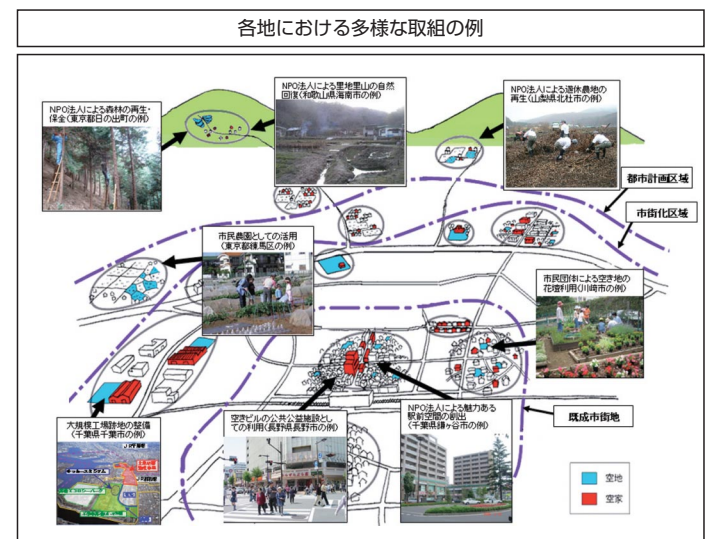 各地における多様な取組の例
NPO法人による森林の再生・
保全(東京都日の出町の例)
NPO法人による里地里山の自然
回復(和歌山県海南市の例)
NPO法人による遊休農地の
再生(山梨県北杜市の例)
都市計画区域
市街化区域
市民農園としての活用
(東京都練馬区の例)
市民団体による空き地の
花壇利用(川崎市の例)
大規模工場跡地の整備
(千葉県千葉市の例)
空きビルの公共公益施設とし
ての利用(長野県長野市の例)
NPO法人による魅力ある
駅前空間の創出
(千葉県鎌ヶ谷市の例)
既成市街地
空地
空家